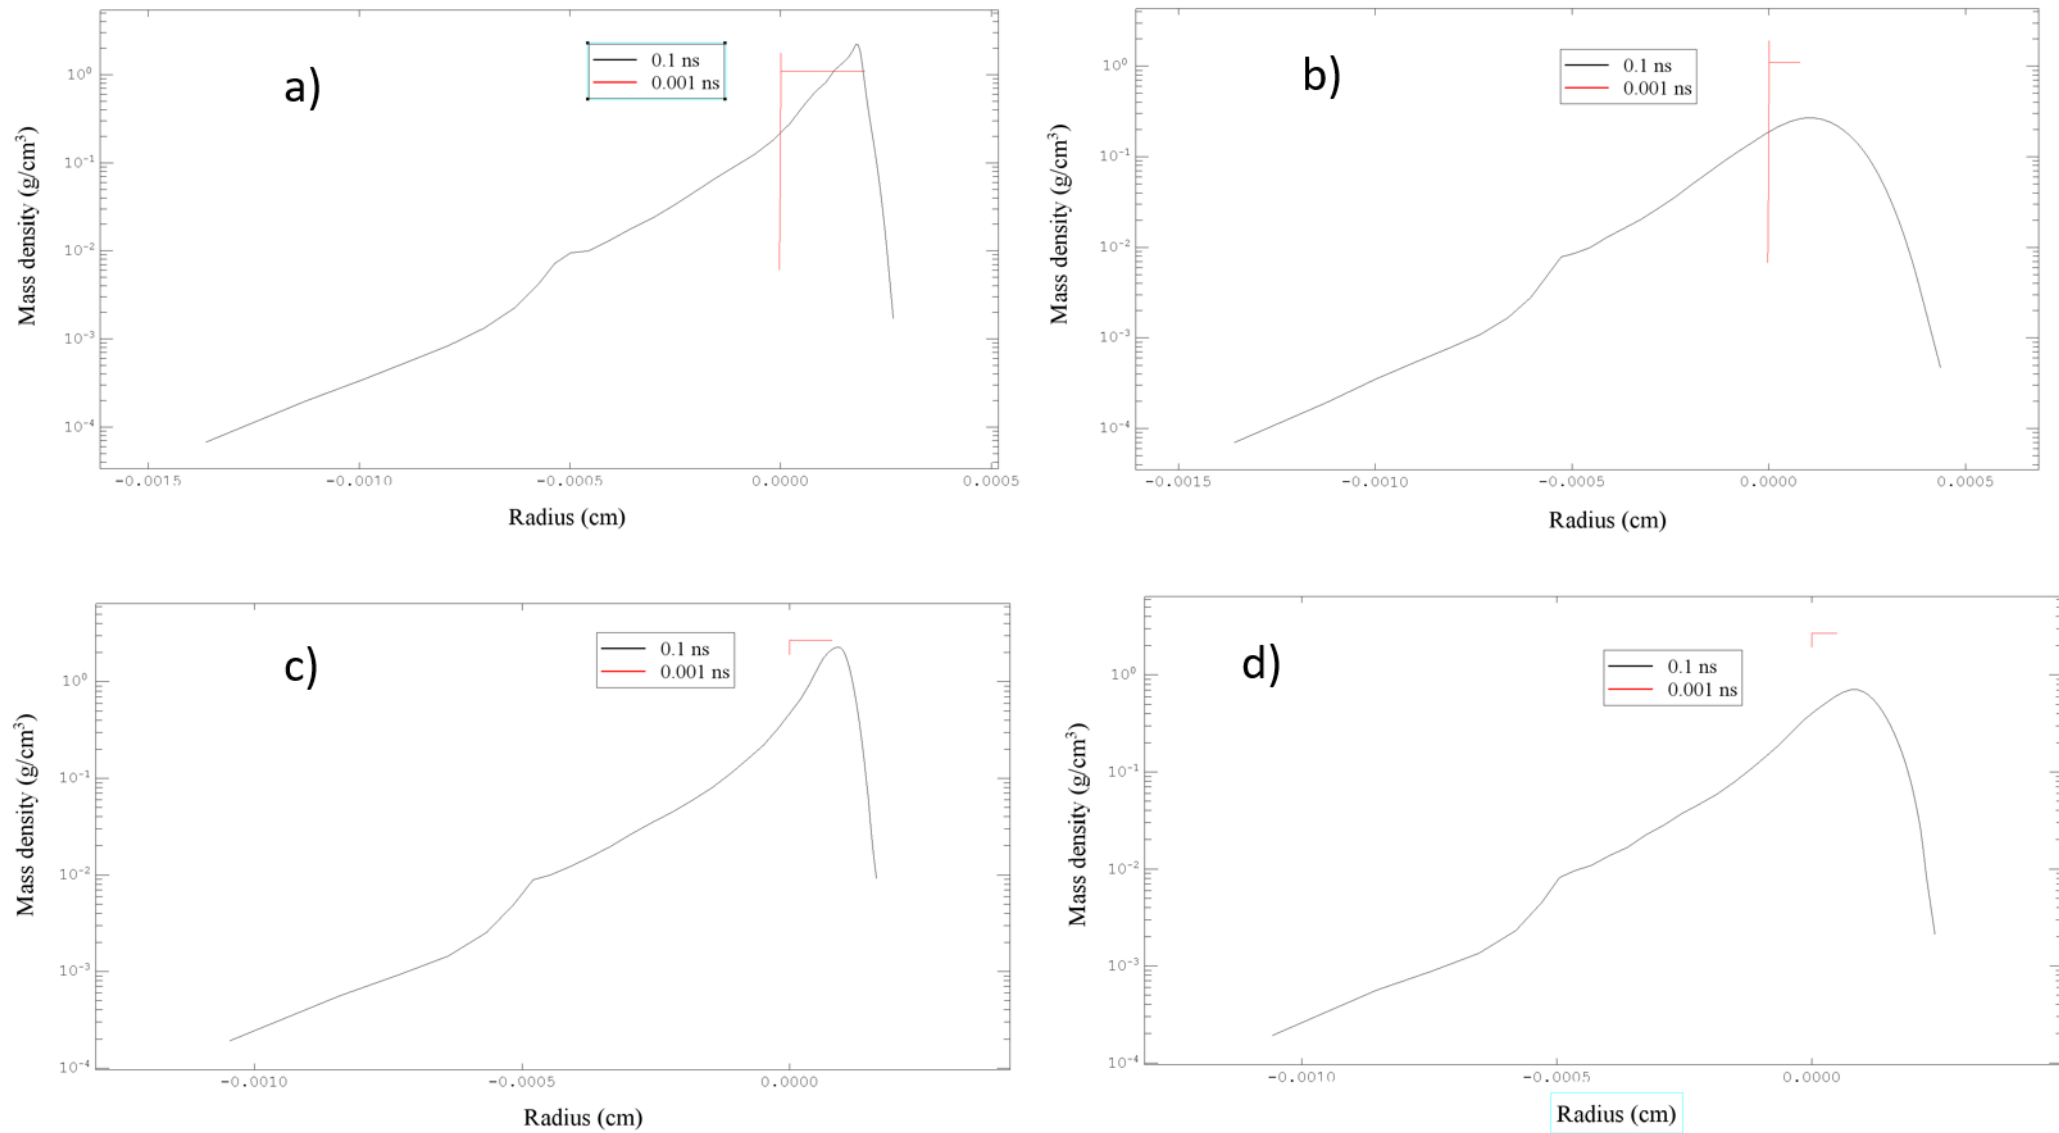 a)
0.1 ns
0.001 ns
10⁰
10⁻¹
10⁻²
10⁻³
10⁻⁴
Mass density (g/cm³)
-0.0015 -0.0010 -0.0005 0.0000 0.0005
Radius (cm)
b)
0.1 ns
0.001 ns
10⁰
10⁻¹
10⁻²
10⁻³
10⁻⁴
Mass density (g/cm³)
-0.0015 -0.0010 -0.0005 0.0000 0.0005
Radius (cm)
c)
0.1 ns
0.001 ns
10⁰
10⁻¹
10⁻²
10⁻³
10⁻⁴
Mass density (g/cm³)
-0.0010 -0.0005 0.0000
Radius (cm)
d)
0.1 ns
0.001 ns
10⁰
10⁻¹
10⁻²
10⁻³
10⁻⁴
Mass density (g/cm³)
-0.0010 -0.0005 0.0000
Radius (cm)